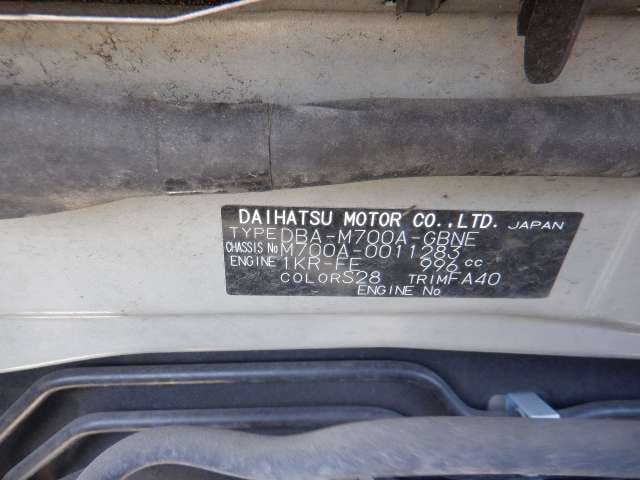 DAIHATSU MOTOR CO.,LTD. JAPAN
TYPE DBA-M700A-GBNE
CHASSIS No M700A-0011283
ENGINE 1KR-FE 996 cc
COLOR S28 TRIM FA40
ENGINE No